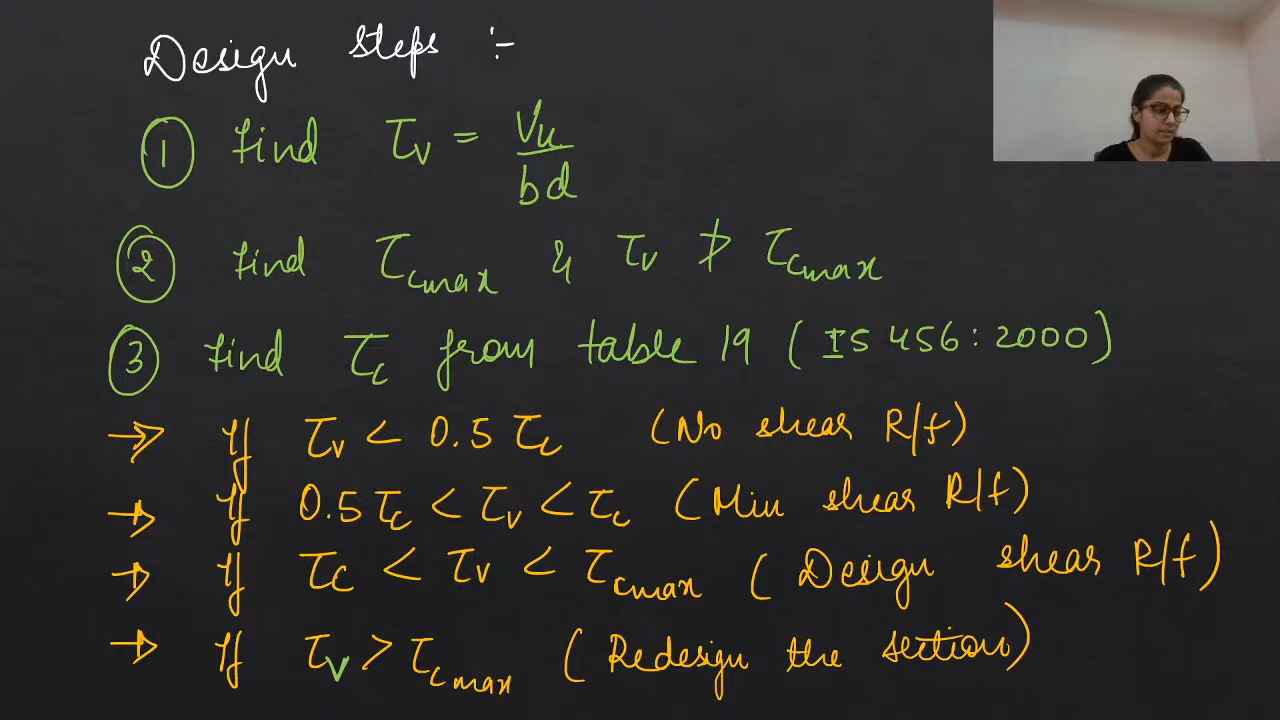 Design steps :-
① find τv = Vu/bd
② find τcmax & τv ≯ τcmax
③ find τc from table 19 (IS 456:2000)
→ If τv < 0.5 τc (No shear R/f)
→ If 0.5 τc < τv < τc (Min shear R/f)
→ If τc < τv < τcmax (Design shear R/f)
→ If τv > τcmax (Redesign the section)